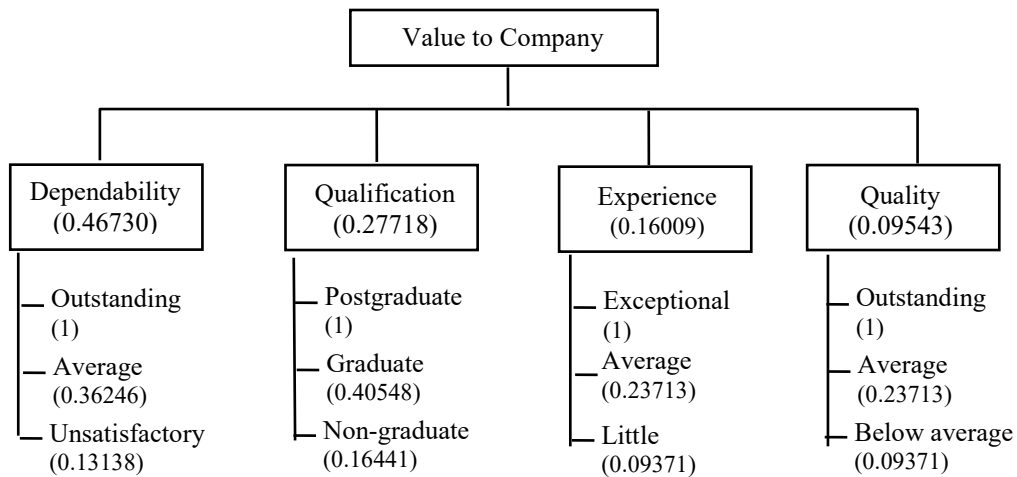 Value to Company
Dependability
(0.46730)
Qualification
(0.27718)
Experience
(0.16009)
Quality
(0.09543)
Outstanding
(1)
Average
(0.36246)
Unsatisfactory
(0.13138)
Postgraduate
(1)
Graduate
(0.40548)
Non-graduate
(0.16441)
Exceptional
(1)
Average
(0.23713)
Little
(0.09371)
Outstanding
(1)
Average
(0.23713)
Below average
(0.09371)